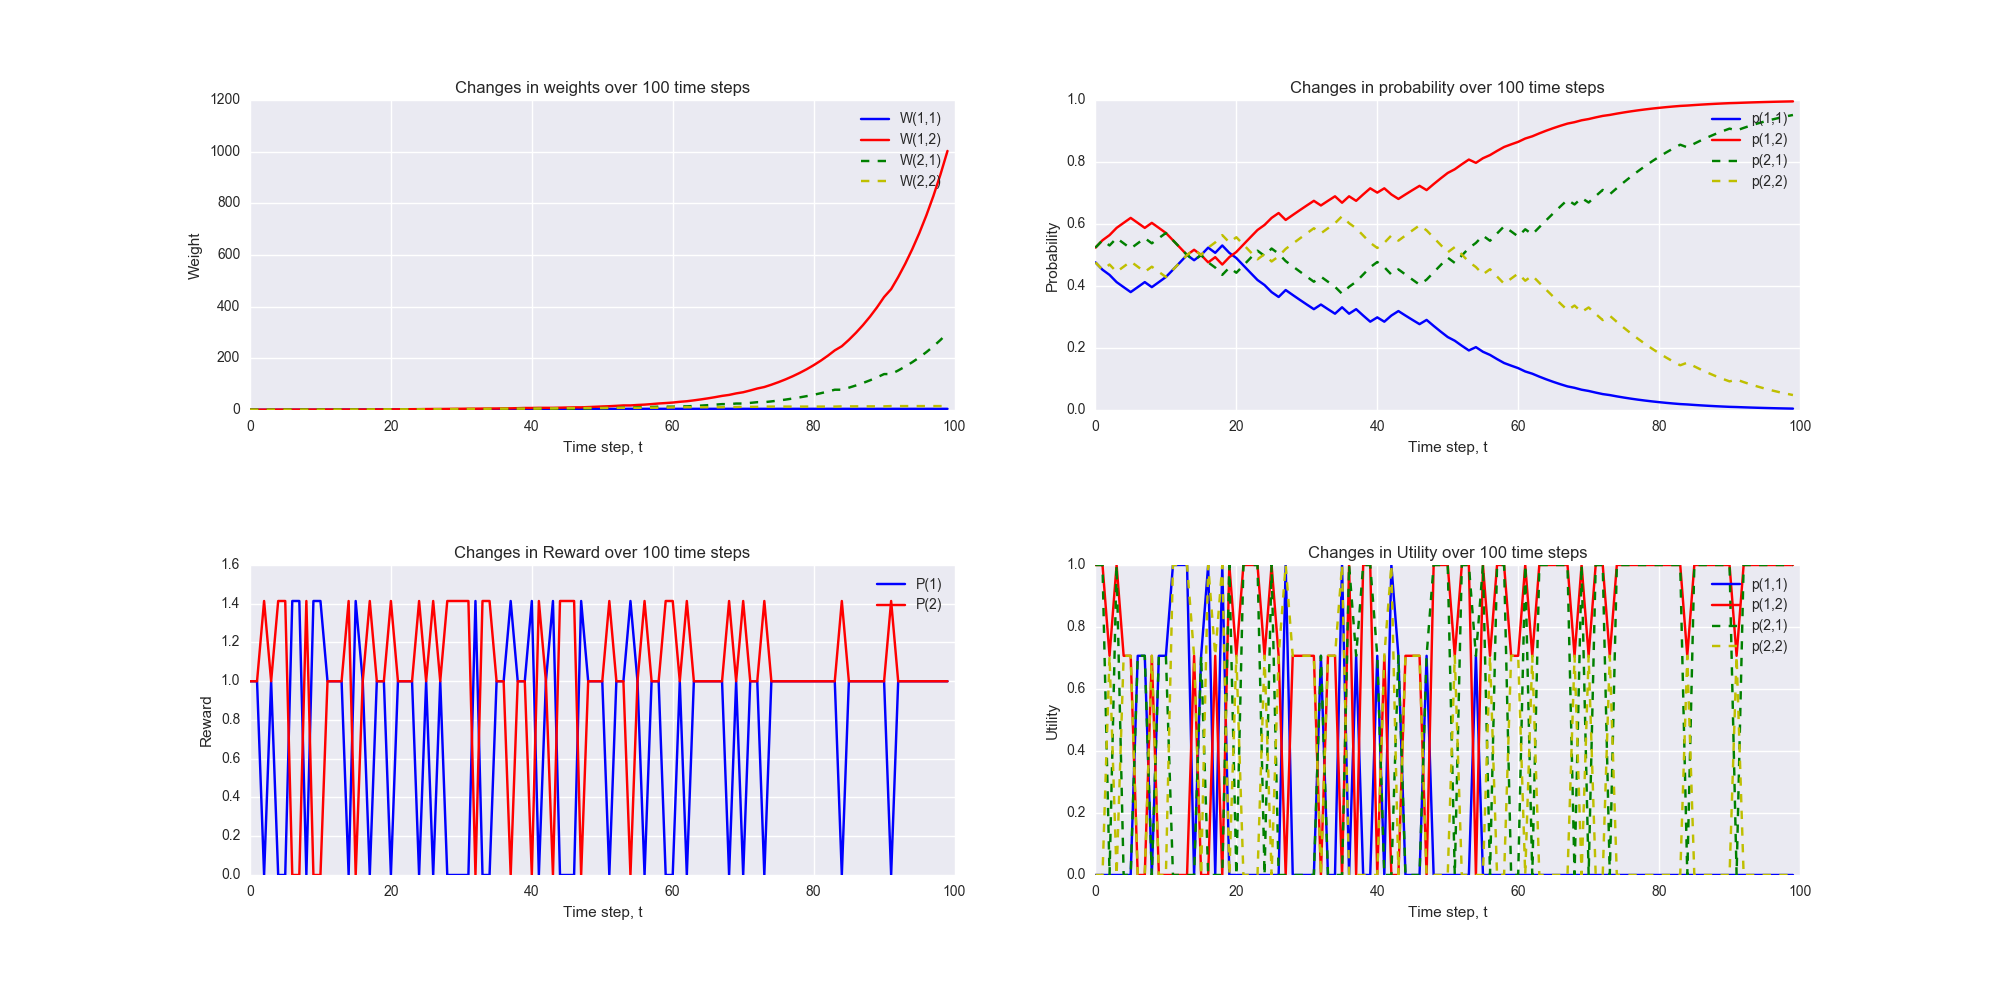 Changes in weights over 100 time steps
1200
1000
800
600
400
200
0
Weight
0 20 40 60 80 100
Time step, t
W(1,1)
W(1,2)
W(2,1)
W(2,2)
Changes in probability over 100 time steps
1.0
0.8
0.6
0.4
0.2
0.0
Probability
0 20 40 60 80 100
Time step, t
p(1,1)
p(1,2)
p(2,1)
p(2,2)
Changes in Reward over 100 time steps
1.6
1.4
1.2
1.0
0.8
0.6
0.4
0.2
0.0
Reward
0 20 40 60 80 100
Time step, t
P(1)
P(2)
Changes in Utility over 100 time steps
1.0
0.8
0.6
0.4
0.2
0.0
Utility
0 20 40 60 80 100
Time step, t
p(1,1)
p(1,2)
p(2,1)
p(2,2)